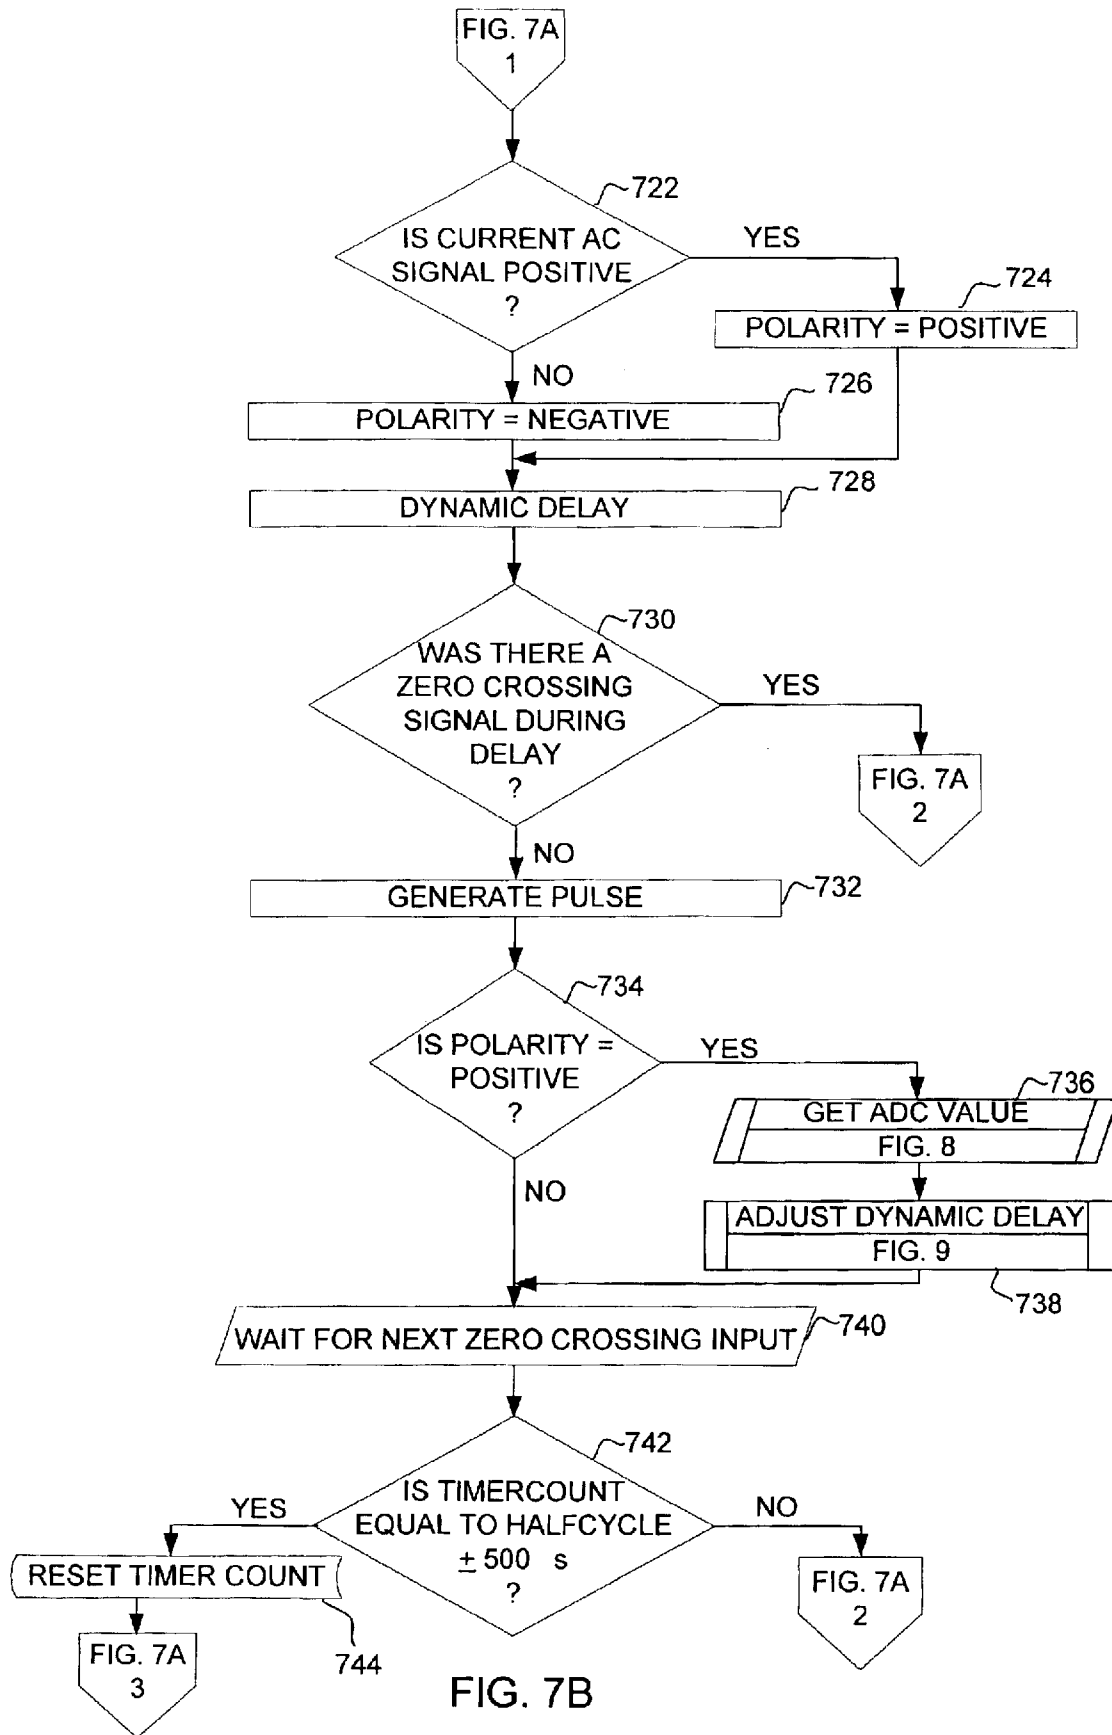 FIG. 7A
1
722
IS CURRENT AC
SIGNAL POSITIVE
?
YES
724
POLARITY = POSITIVE
NO
726
POLARITY = NEGATIVE
728
DYNAMIC DELAY
730
WAS THERE A
ZERO CROSSING
SIGNAL DURING
DELAY
?
YES
FIG. 7A
2
NO
GENERATE PULSE
732
734
IS POLARITY =
POSITIVE
?
YES
736
GET ADC VALUE
FIG. 8
NO
ADJUST DYNAMIC DELAY
FIG. 9
738
WAIT FOR NEXT ZERO CROSSING INPUT
740
742
IS TIMERCOUNT
EQUAL TO HALFCYCLE
± 500 s
?
YES
NO
RESET TIMER COUNT
744
FIG. 7A
2
FIG. 7A
3
FIG. 7B